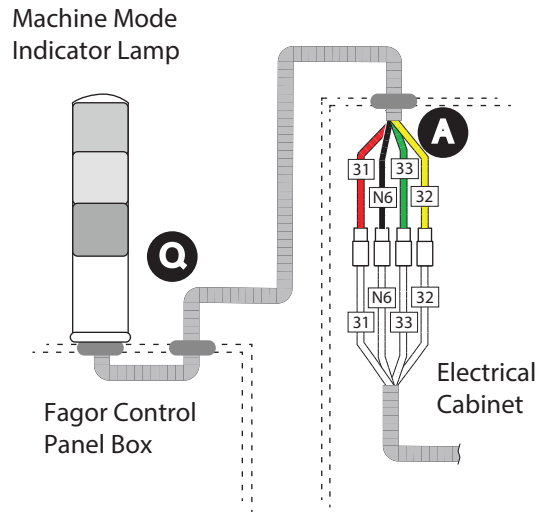 Machine Mode
Indicator Lamp
A
31
33
N6
32
Q
N6
32
31
33
Electrical
Cabinet
Fagor Control
Panel Box